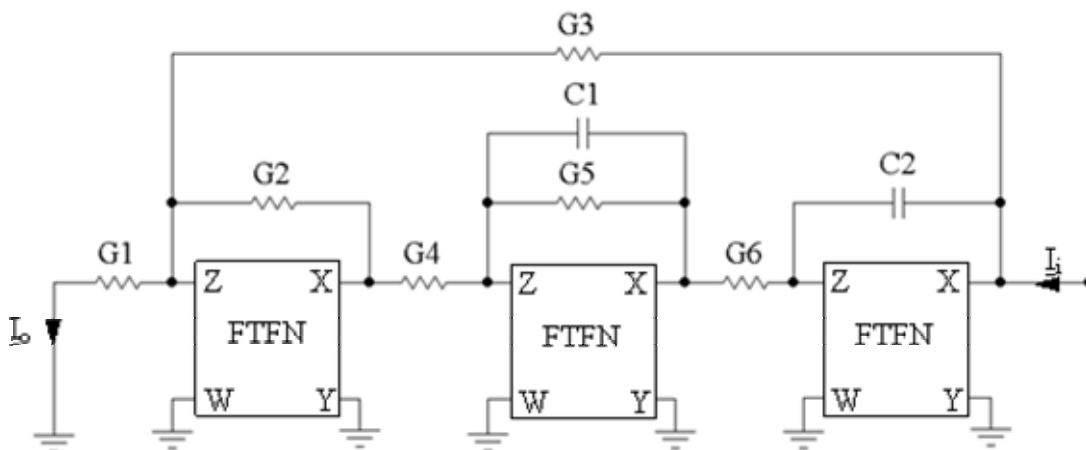 G3
C1
G2 G5 C2
G1 G4 G6 Ii
Z X Z X Z X
Io FTFN FTFN FTFN
W Y W Y W Y